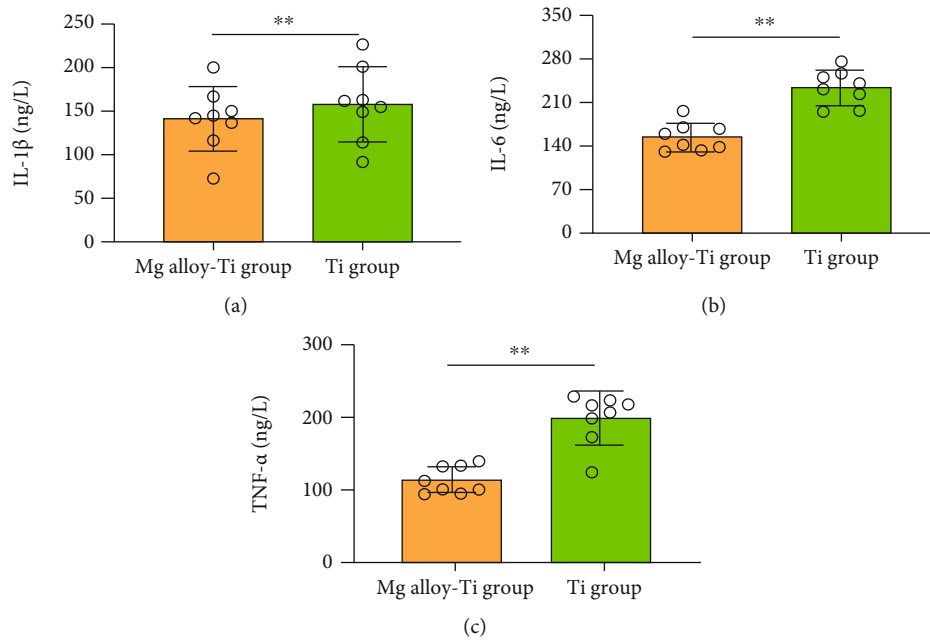 **
IL-1β (ng/L)
250
200
150
100
50
0
Mg alloy-Ti group
Ti group
(a)
**
IL-6 (ng/L)
350
280
210
140
70
0
Mg alloy-Ti group
Ti group
(b)
**
TNF-α (ng/L)
300
200
100
0
Mg alloy-Ti group
Ti group
(c)